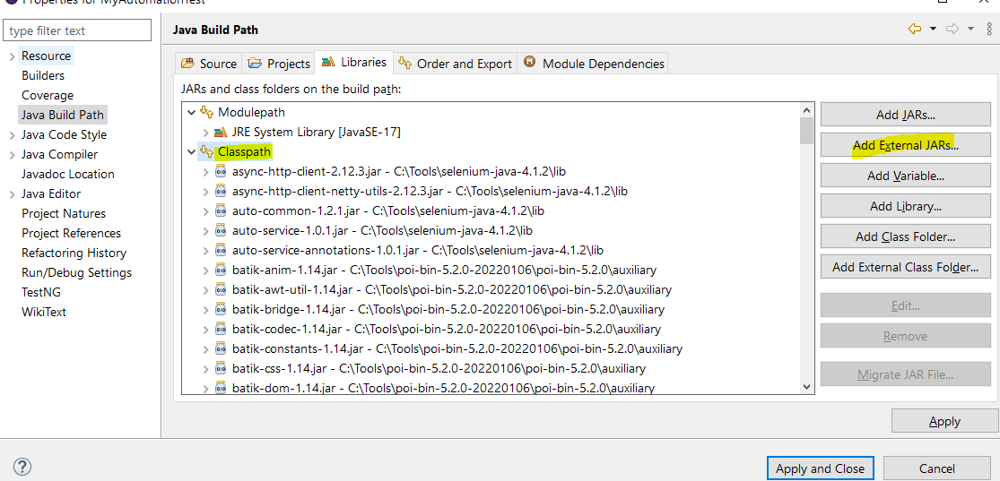 Properties for MyAutomationTest
type filter text
Resource
Builders
Coverage
Java Build Path
Java Code Style
Java Compiler
Javadoc Location
Java Editor
Project Natures
Project References
Refactoring History
Run/Debug Settings
TestNG
WikiText
Java Build Path
Source
Projects
Libraries
Order and Export
Module Dependencies
JARs and class folders on the build path:
Modulepath
JRE System Library [JavaSE-17]
Classpath
async-http-client-2.12.3.jar - C:\Tools\selenium-java-4.1.2\lib
async-http-client-netty-utils-2.12.3.jar - C:\Tools\selenium-java-4.1.2\lib
auto-common-1.2.1.jar - C:\Tools\selenium-java-4.1.2\lib
auto-service-1.0.1.jar - C:\Tools\selenium-java-4.1.2\lib
auto-service-annotations-1.0.1.jar - C:\Tools\selenium-java-4.1.2\lib
batik-anim-1.14.jar - C:\Tools\poi-bin-5.2.0-20220106\poi-bin-5.2.0\auxiliary
batik-awt-util-1.14.jar - C:\Tools\poi-bin-5.2.0-20220106\poi-bin-5.2.0\auxiliary
batik-bridge-1.14.jar - C:\Tools\poi-bin-5.2.0-20220106\poi-bin-5.2.0\auxiliary
batik-codec-1.14.jar - C:\Tools\poi-bin-5.2.0-20220106\poi-bin-5.2.0\auxiliary
batik-constants-1.14.jar - C:\Tools\poi-bin-5.2.0-20220106\poi-bin-5.2.0\auxiliary
batik-css-1.14.jar - C:\Tools\poi-bin-5.2.0-20220106\poi-bin-5.2.0\auxiliary
batik-dom-1.14.jar - C:\Tools\poi-bin-5.2.0-20220106\poi-bin-5.2.0\auxiliary
Add JARs...
Add External JARs...
Add Variable...
Add Library...
Add Class Folder...
Add External Class Folder...
Edit...
Remove
Migrate JAR File...
Apply
Apply and Close
Cancel